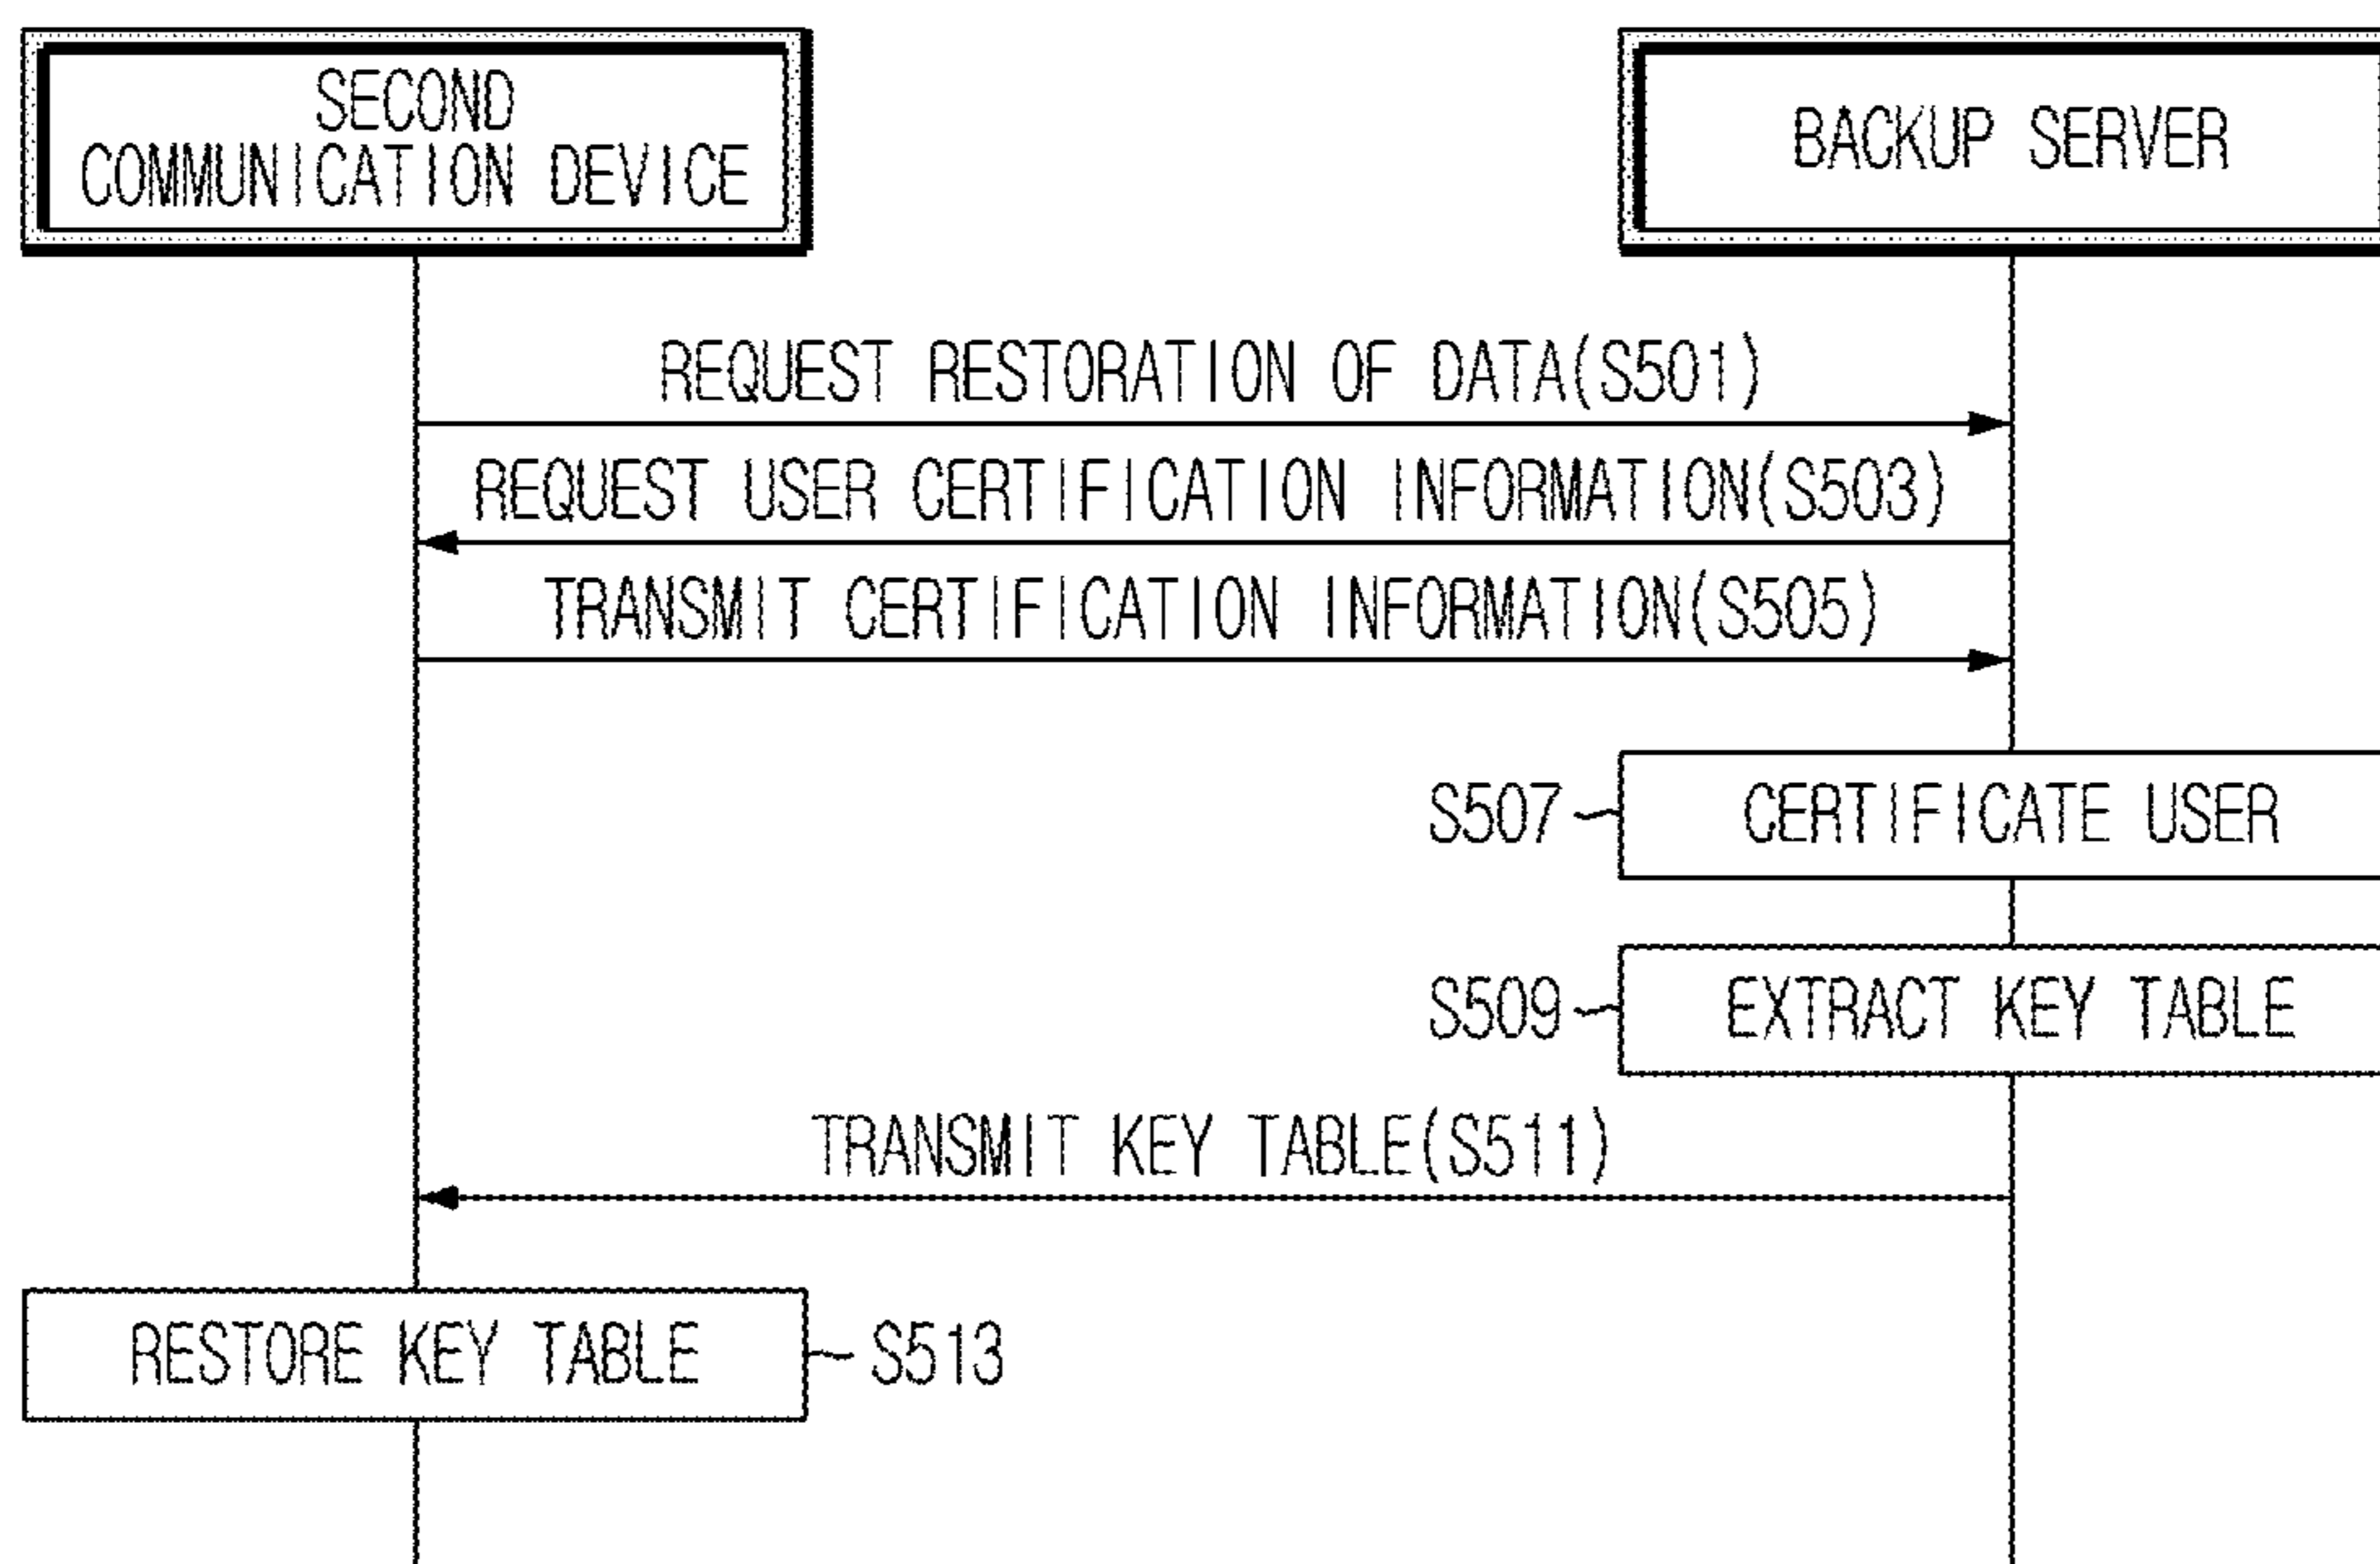 SECOND
COMMUNICATION DEVICE
BACKUP SERVER
REQUEST RESTORATION OF DATA(S501)
REQUEST USER CERTIFICATION INFORMATION(S503)
TRANSMIT CERTIFICATION INFORMATION(S505)
S507
CERTIFICATE USER
S509
EXTRACT KEY TABLE
TRANSMIT KEY TABLE(S511)
RESTORE KEY TABLE
S513